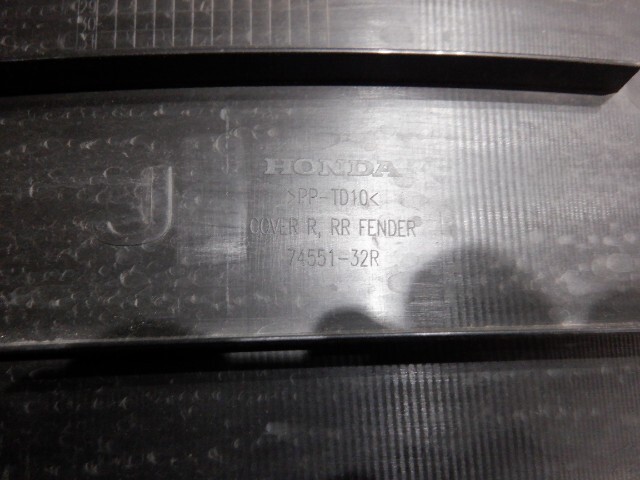 HONDA
>PP-TD10<
COVER R, RR FENDER
74551-32R
J